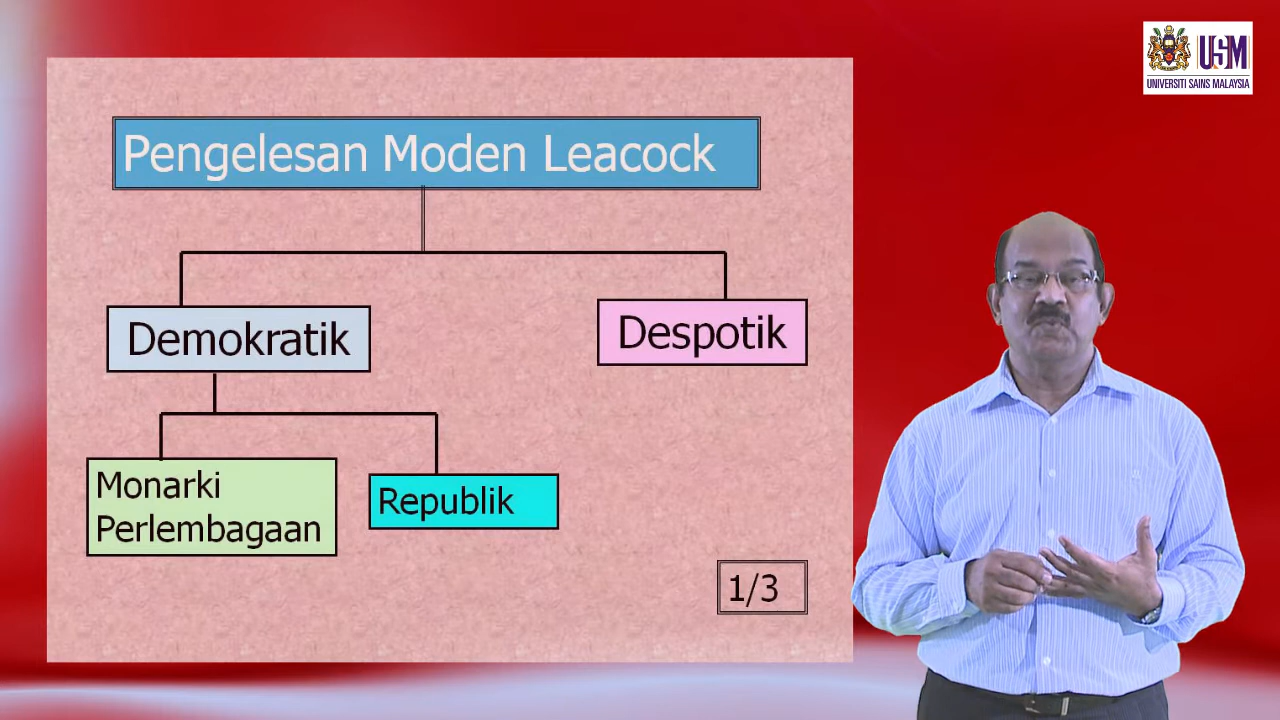 USM
UNIVERSITI SAINS MALAYSIA
Pengelesan Moden Leacock
Demokratik
Despotik
Monarki
Perlembagaan
Republik
1/3